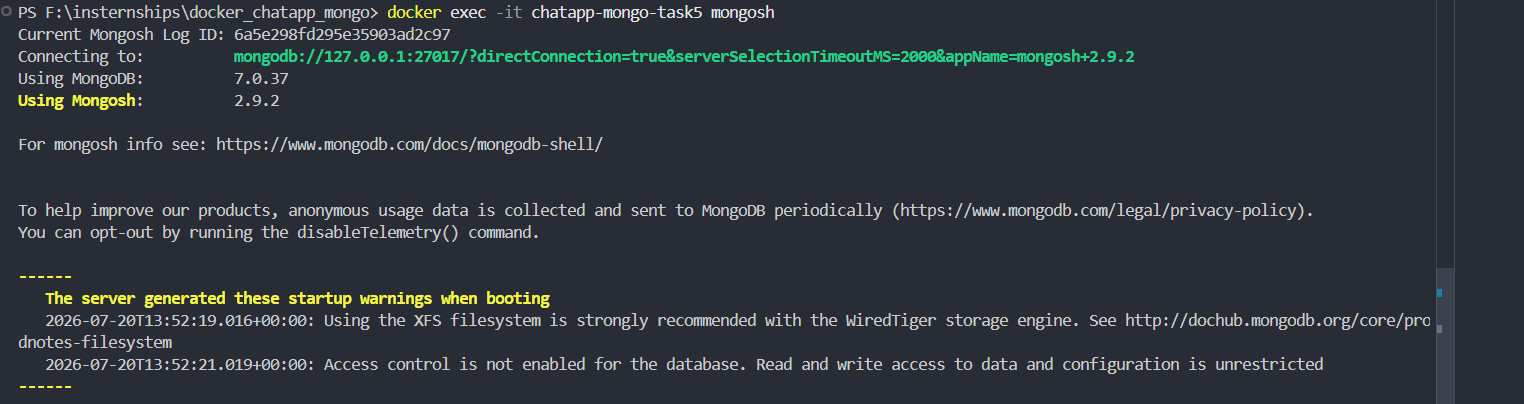 PS F:\insternships\docker_chatapp_mongo> docker exec -it chatapp-mongo-task5 mongosh
Current Mongosh Log ID: 6a5e298fd295e35903ad2c97
Connecting to:          mongodb://127.0.0.1:27017/?directConnection=true&serverSelectionTimeoutMS=2000&appName=mongosh+2.9.2
Using MongoDB:          7.0.37
Using Mongosh:          2.9.2
For mongosh info see: https://www.mongodb.com/docs/mongodb-shell/
To help improve our products, anonymous usage data is collected and sent to MongoDB periodically (https://www.mongodb.com/legal/privacy-policy).
You can opt-out by running the disableTelemetry() command.
------
   The server generated these startup warnings when booting
   2026-07-20T13:52:19.016+00:00: Using the XFS filesystem is strongly recommended with the WiredTiger storage engine. See http://dochub.mongodb.org/core/pro
dnotes-filesystem
   2026-07-20T13:52:21.019+00:00: Access control is not enabled for the database. Read and write access to data and configuration is unrestricted
------